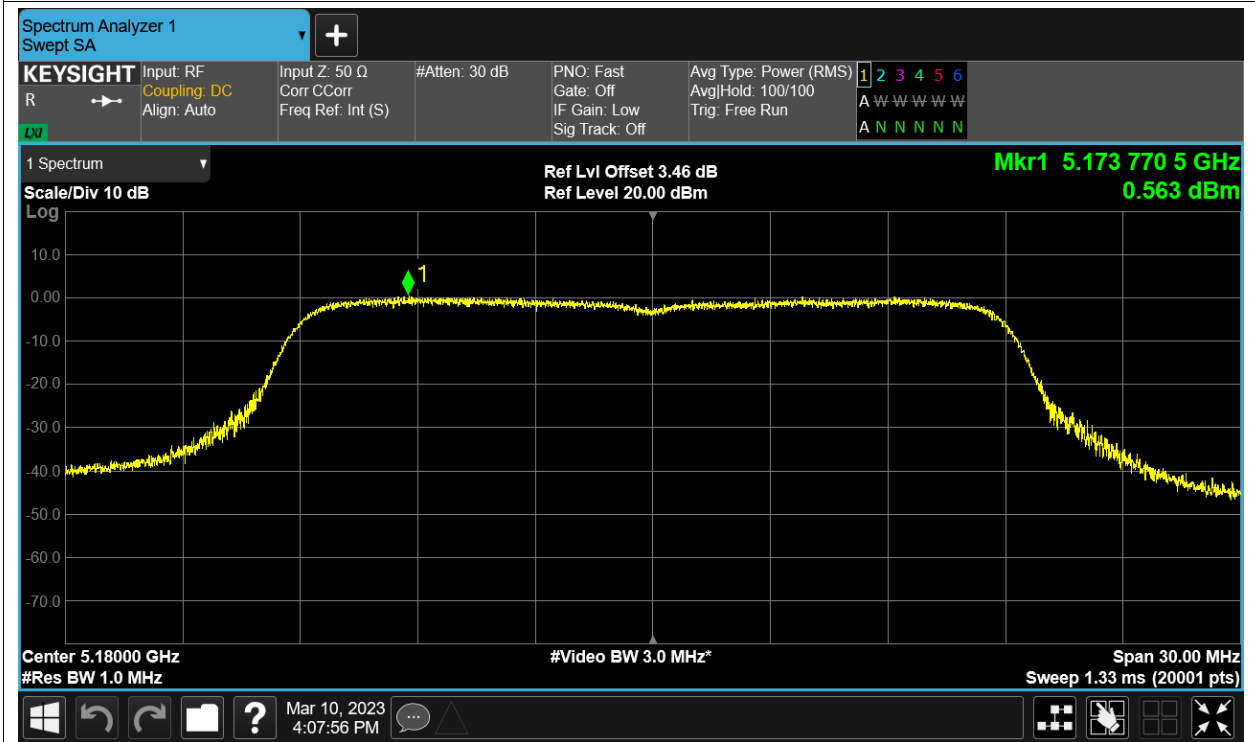 Spectrum Analyzer 1
Swept SA
+
KEYSIGHT
R
LXI
Input: RF
Coupling: DC
Align: Auto
Input Z: 50 Ω
Corr CCorr
Freq Ref: Int (S)
#Atten: 30 dB
PNO: Fast
Gate: Off
IF Gain: Low
Sig Track: Off
Avg Type: Power (RMS)
Avg|Hold: 100/100
Trig: Free Run
1 2 3 4 5 6
A W W W W W
A N N N N N
1 Spectrum
Scale/Div 10 dB
Log
Ref Lvl Offset 3.46 dB
Ref Level 20.00 dBm
Mkr1 5.173 770 5 GHz
0.563 dBm
10.0
0.00
-10.0
-20.0
-30.0
-40.0
-50.0
-60.0
-70.0
1
Center 5.18000 GHz
#Res BW 1.0 MHz
#Video BW 3.0 MHz*
Span 30.00 MHz
Sweep 1.33 ms (20001 pts)
?
Mar 10, 2023
4:07:56 PM